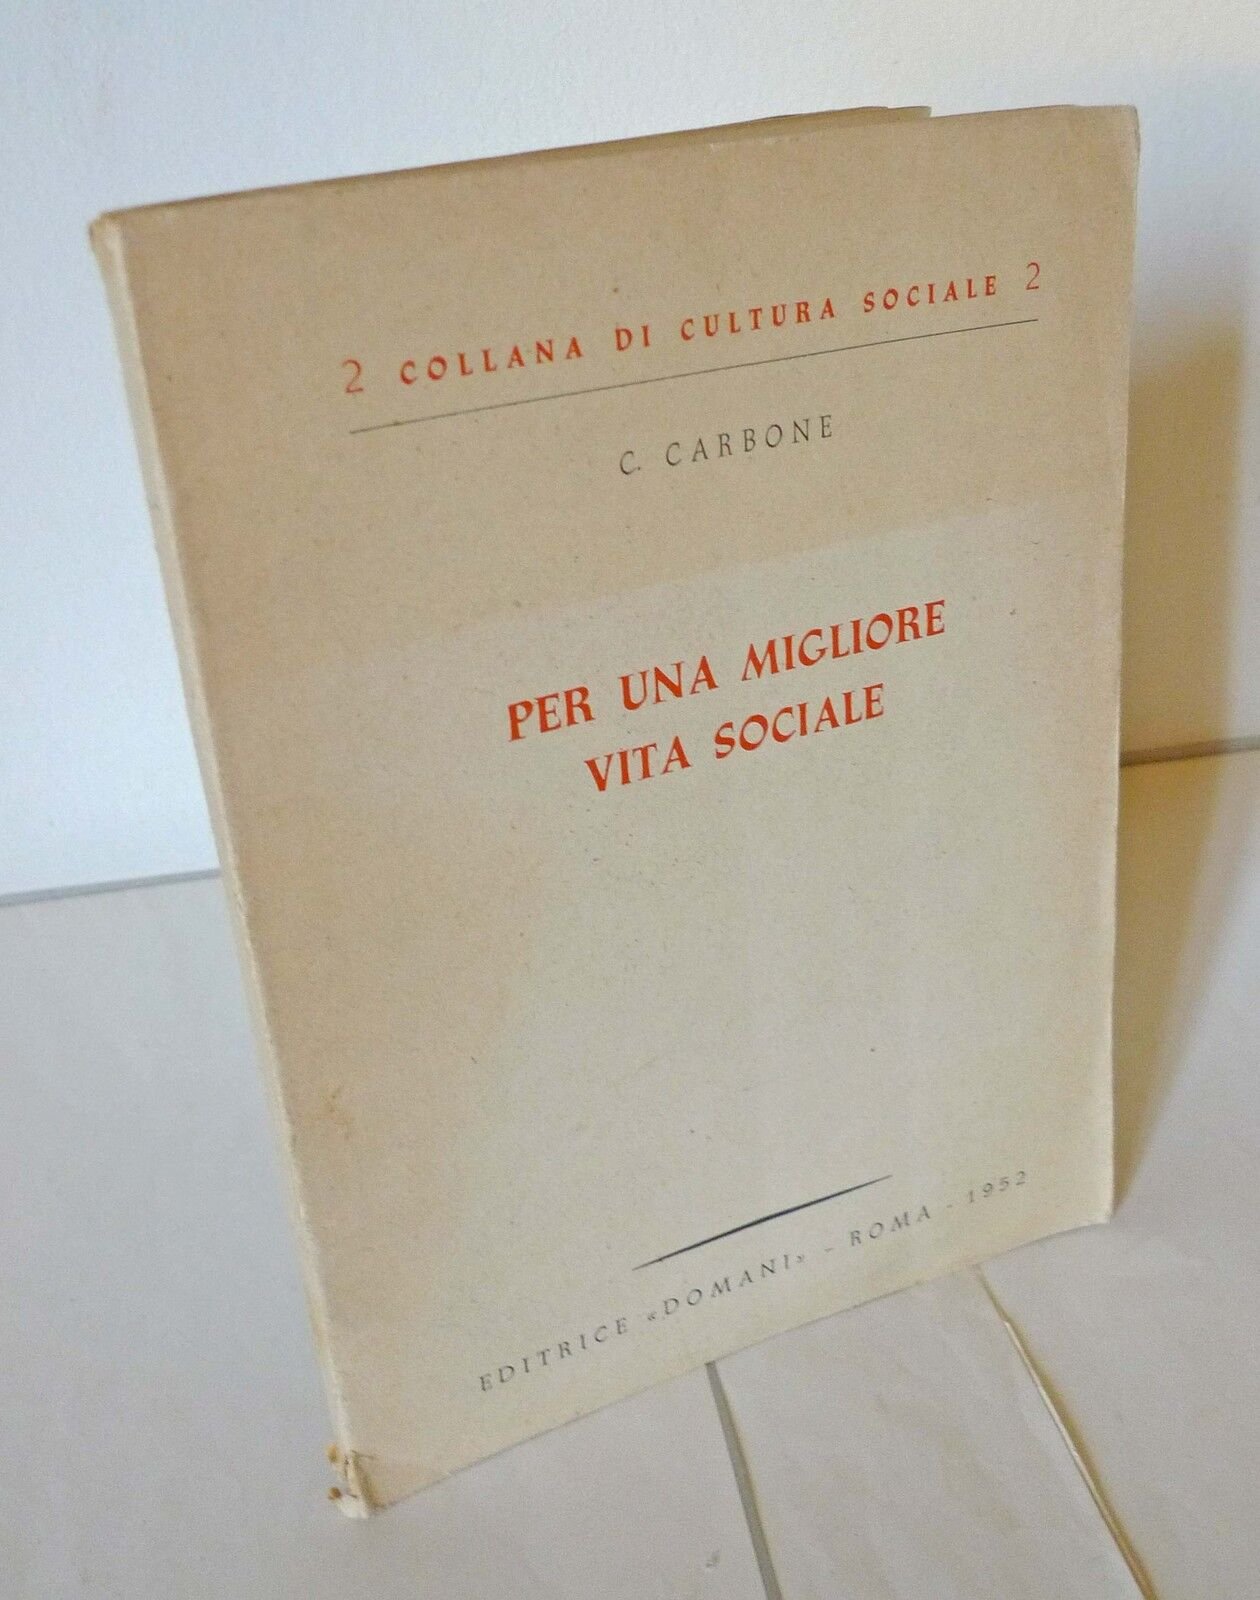 2 COLLANA DI CULTURA SOCIALE 2
C. CARBONE
PER UNA MIGLIORE
VITA SOCIALE
EDITRICE «DOMANI» - ROMA - 1952